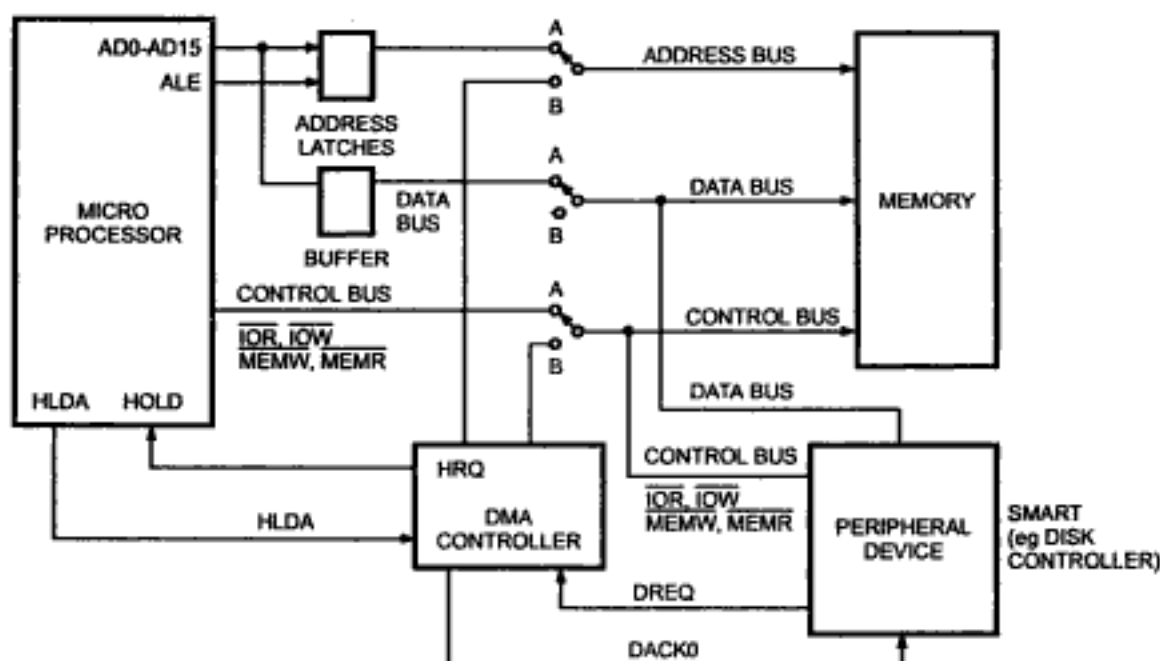 AD0-AD15
ALE
ADDRESS
LATCHES
A
B
ADDRESS BUS
MICRO
PROCESSOR
DATA
BUS
BUFFER
A
B
DATA BUS
MEMORY
CONTROL BUS
IOR, IOW
MEMW, MEMR
A
B
CONTROL BUS
HLDA HOLD
DATA BUS
HRQ
DMA
CONTROLLER
HLDA
CONTROL BUS
IOR, IOW
MEMW, MEMR
PERIPHERAL
DEVICE
SMART
(eg DISK
CONTROLLER)
DREQ
DACK0